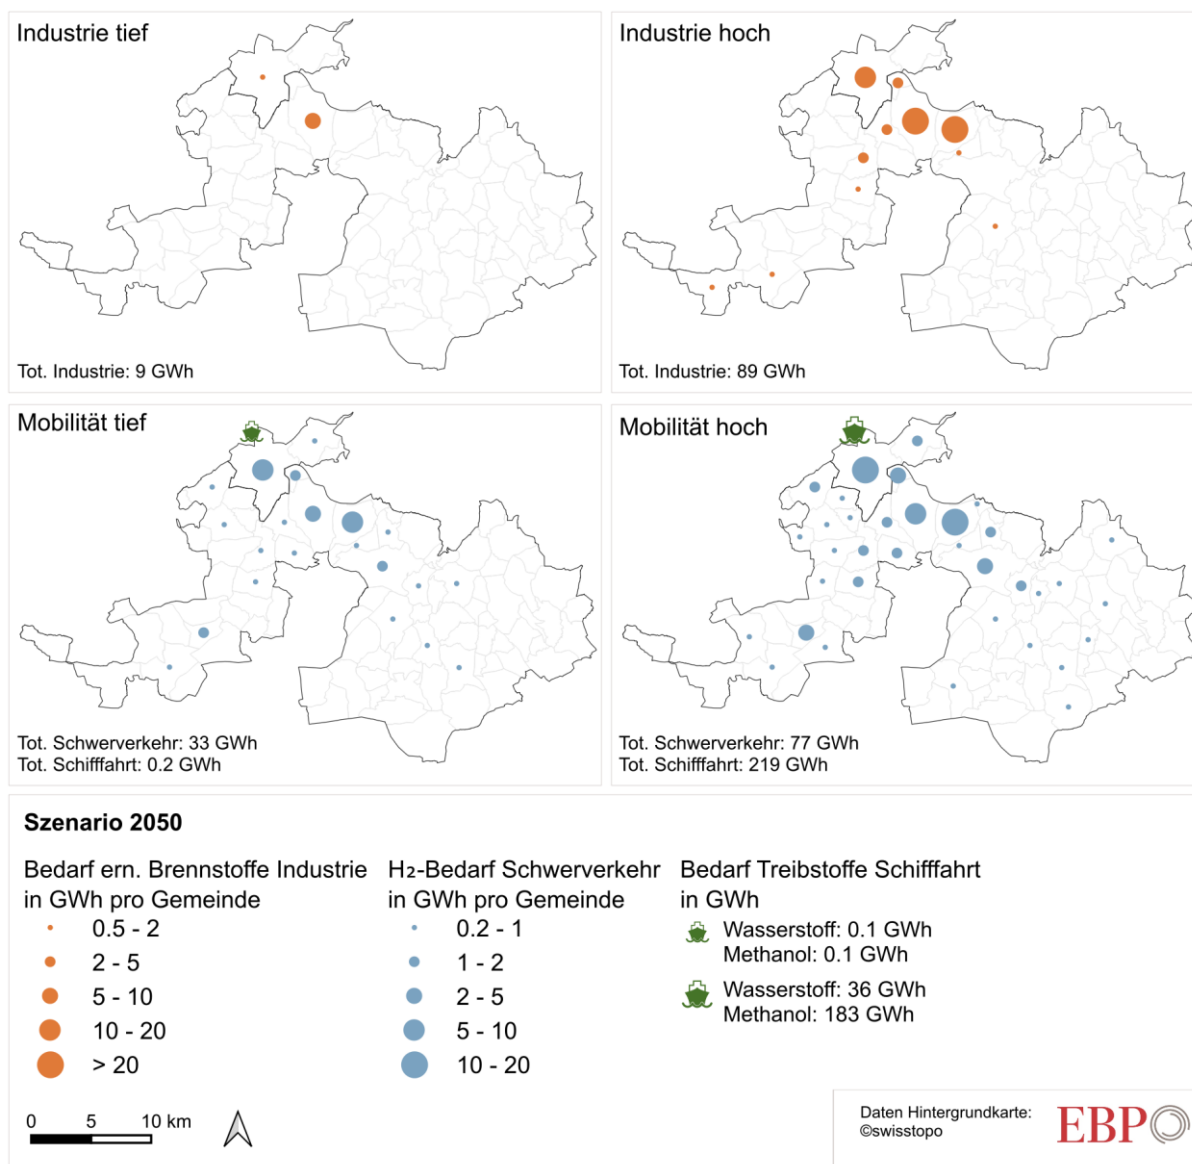 Industrie tief
Tot. Industrie: 9 GWh
Industrie hoch
Tot. Industrie: 89 GWh
Mobilität tief
Tot. Schwerverkehr: 33 GWh
Tot. Schifffahrt: 0.2 GWh
Mobilität hoch
Tot. Schwerverkehr: 77 GWh
Tot. Schifffahrt: 219 GWh
Szenario 2050
Bedarf ern. Brennstoffe Industrie
in GWh pro Gemeinde
0.5 - 2
2 - 5
5 - 10
10 - 20
> 20
H₂-Bedarf Schwerverkehr
in GWh pro Gemeinde
0.2 - 1
1 - 2
2 - 5
5 - 10
10 - 20
Bedarf Treibstoffe Schifffahrt
in GWh
Wasserstoff: 0.1 GWh
Methanol: 0.1 GWh
Wasserstoff: 36 GWh
Methanol: 183 GWh
0 5 10 km
Daten Hintergrundkarte:
©swisstopo
EBP